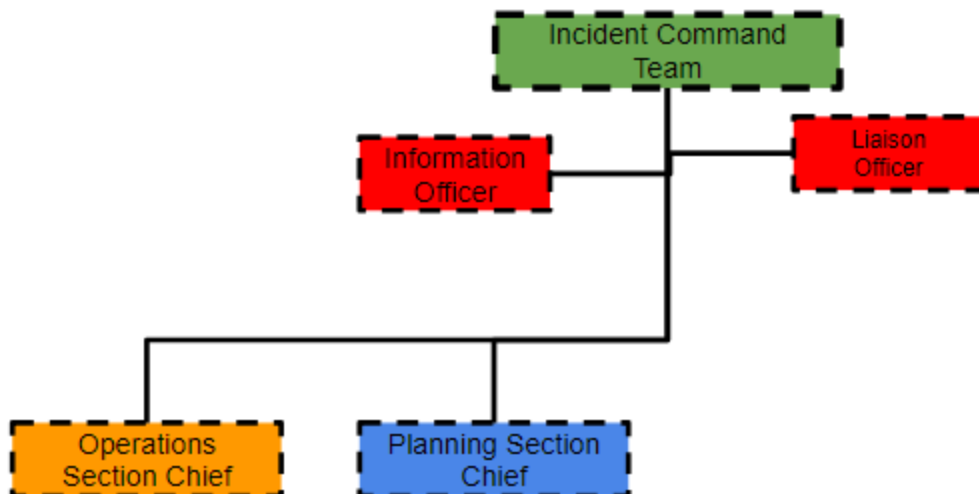 Incident Command
Team
Information
Officer
Liaison
Officer
Operations
Section Chief
Planning Section
Chief